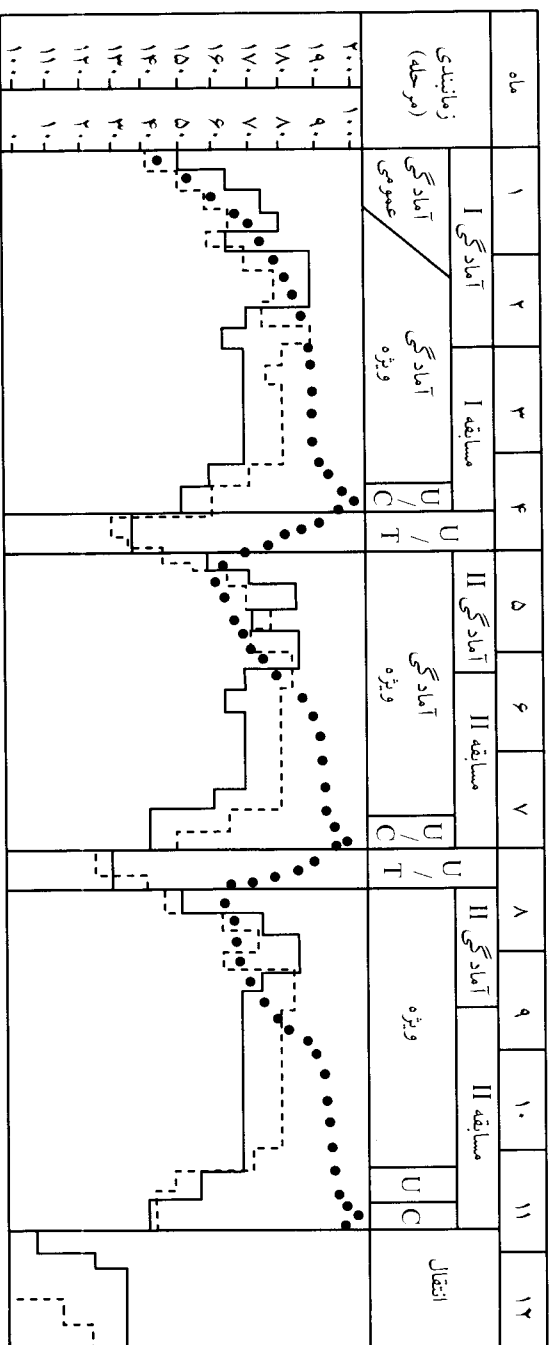 ماه ۱ ۲ ۳ ۴ ۵ ۶ ۷ ۸ ۹ ۱۰ ۱۱ ۱۲
زمانبندی
(مرحله)
آمادگی I مسابقه I آمادگی II مسابقه II آمادگی II مسابقه II
آمادگی
عمومی
آمادگی
ویژه
U/
C
U/
T
آمادگی
ویژه
U/
C
U/
T
ویژه
U
C
انتقال
۲۰۰ ۱۰۰
۱۹۰ ۹۰
۱۸۰ ۸۰
۱۷۰ ۷۰
۱۶۰ ۶۰
۱۵۰ ۵۰
۱۴۰ ۴۰
۱۳۰ ۳۰
۱۲۰ ۲۰
۱۱۰ ۱۰
۱۰۰ ۰